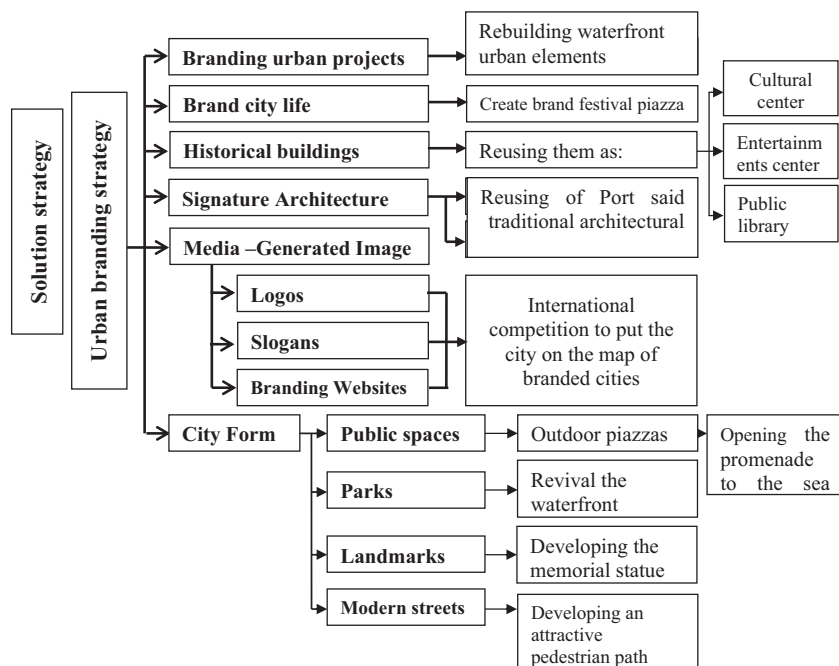 Solution strategy
Urban branding strategy
Branding urban projects
Rebuilding waterfront
urban elements
Brand city life
Create brand festival piazza
Historical buildings
Reusing them as:
Cultural
center
Entertainm
ents center
Public
library
Signature Architecture
Reusing of Port said
traditional architectural
Media –Generated Image
Logos
Slogans
Branding Websites
International
competition to put the
city on the map of
branded cities
City Form
Public spaces
Outdoor piazzas
Opening the
promenade
to the sea
Parks
Revival the
waterfront
Landmarks
Developing the
memorial statue
Modern streets
Developing an
attractive
pedestrian path